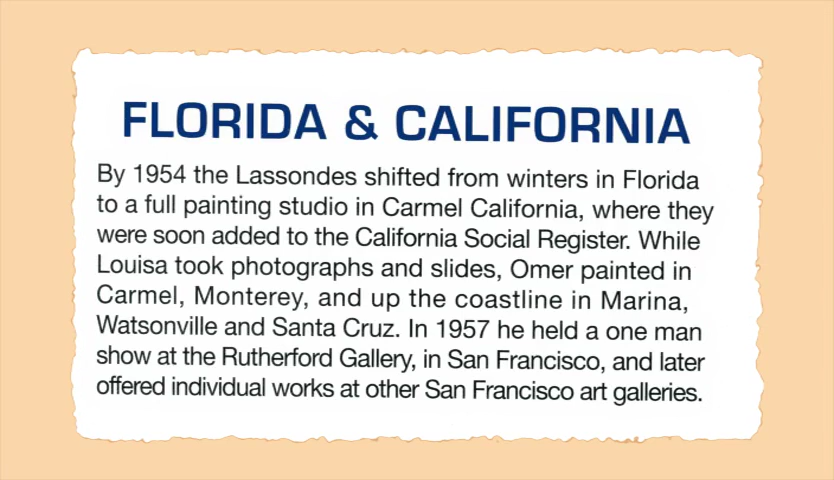 FLORIDA & CALIFORNIA
By 1954 the Lassondes shifted from winters in Florida
to a full painting studio in Carmel California, where they
were soon added to the California Social Register. While
Louisa took photographs and slides, Omer painted in
Carmel, Monterey, and up the coastline in Marina,
Watsonville and Santa Cruz. In 1957 he held a one man
show at the Rutherford Gallery, in San Francisco, and later
offered individual works at other San Francisco art galleries.